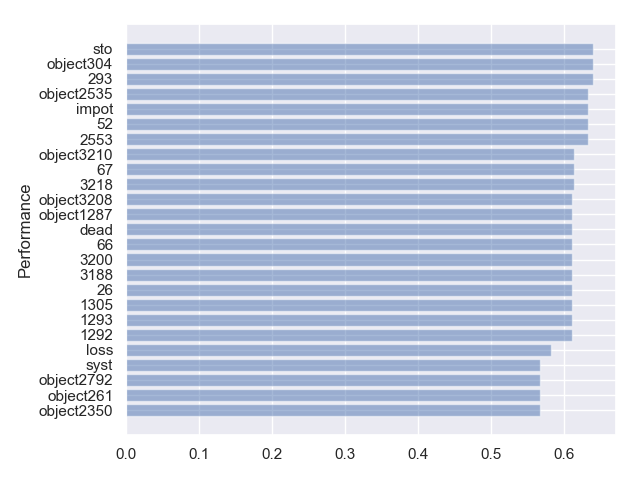 sto
object304
293
object2535
impot
52
2553
object3210
67
3218
object3208
object1287
dead
66
3200
3188
26
1305
1293
1292
loss
syst
object2792
object261
object2350
Performance
0.0 0.1 0.2 0.3 0.4 0.5 0.6